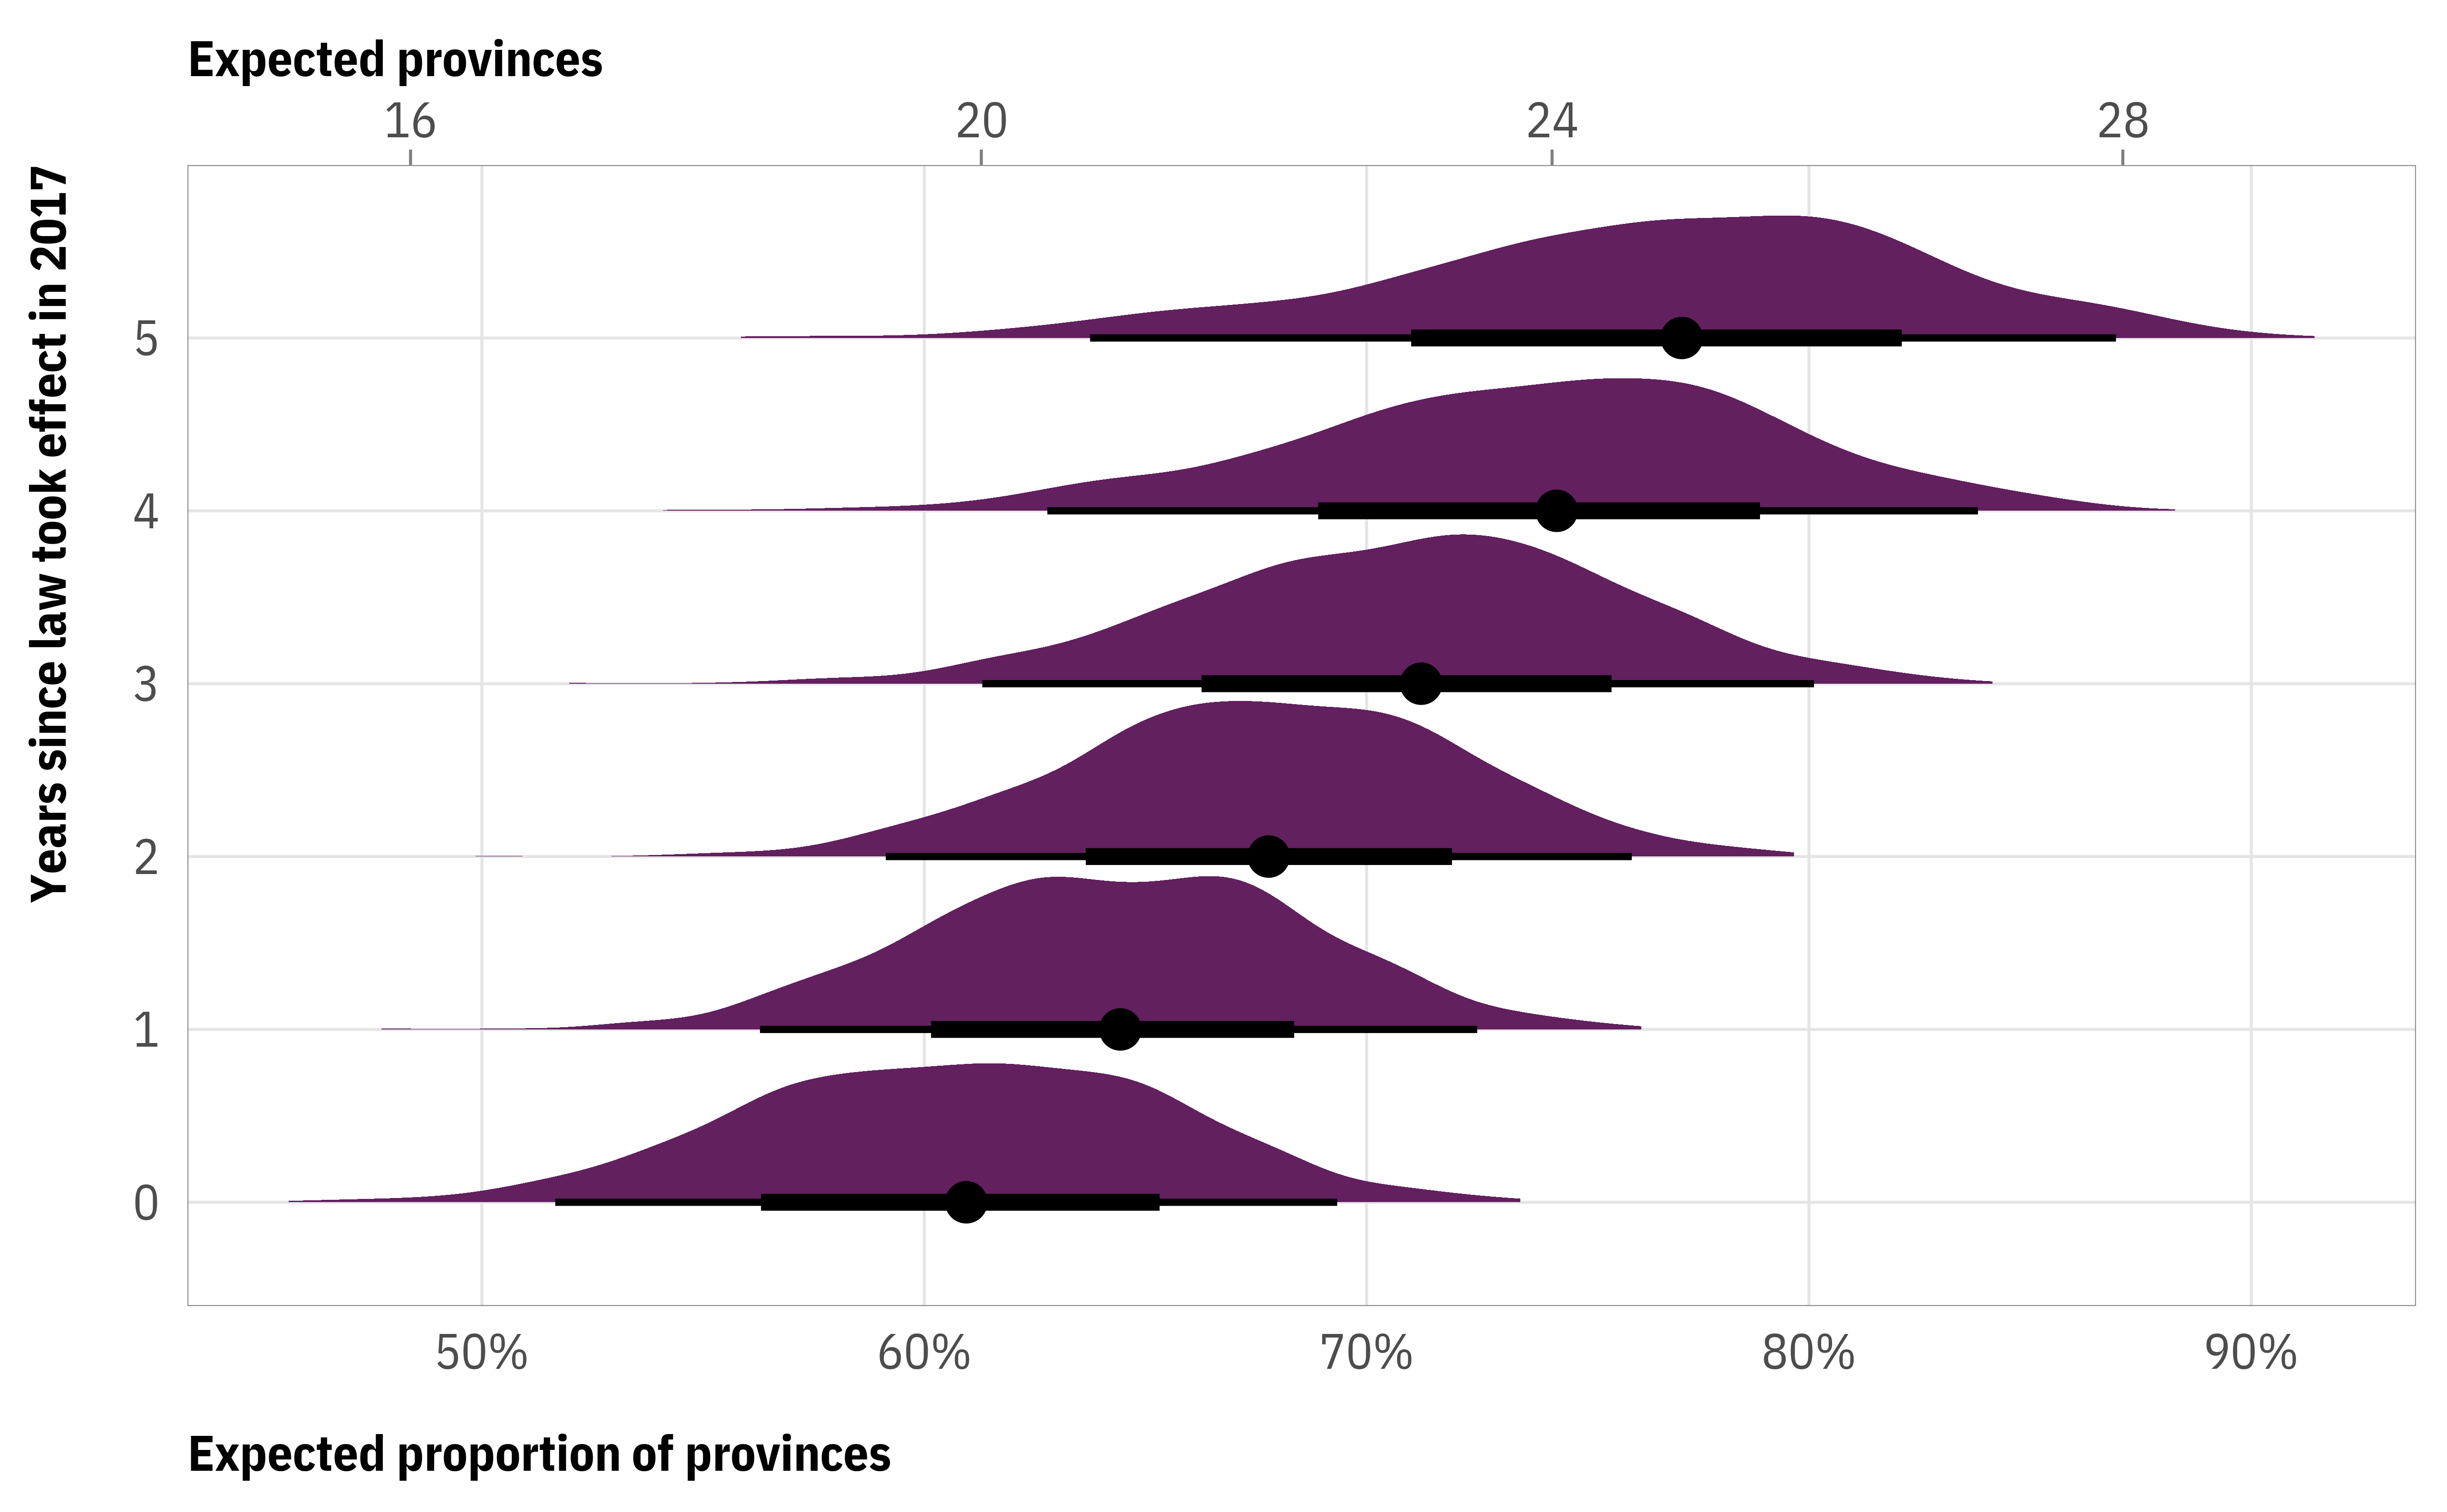 Expected provinces
16 20 24 28
Years since law took effect in 2017
5
4
3
2
1
0
50% 60% 70% 80% 90%
Expected proportion of provinces